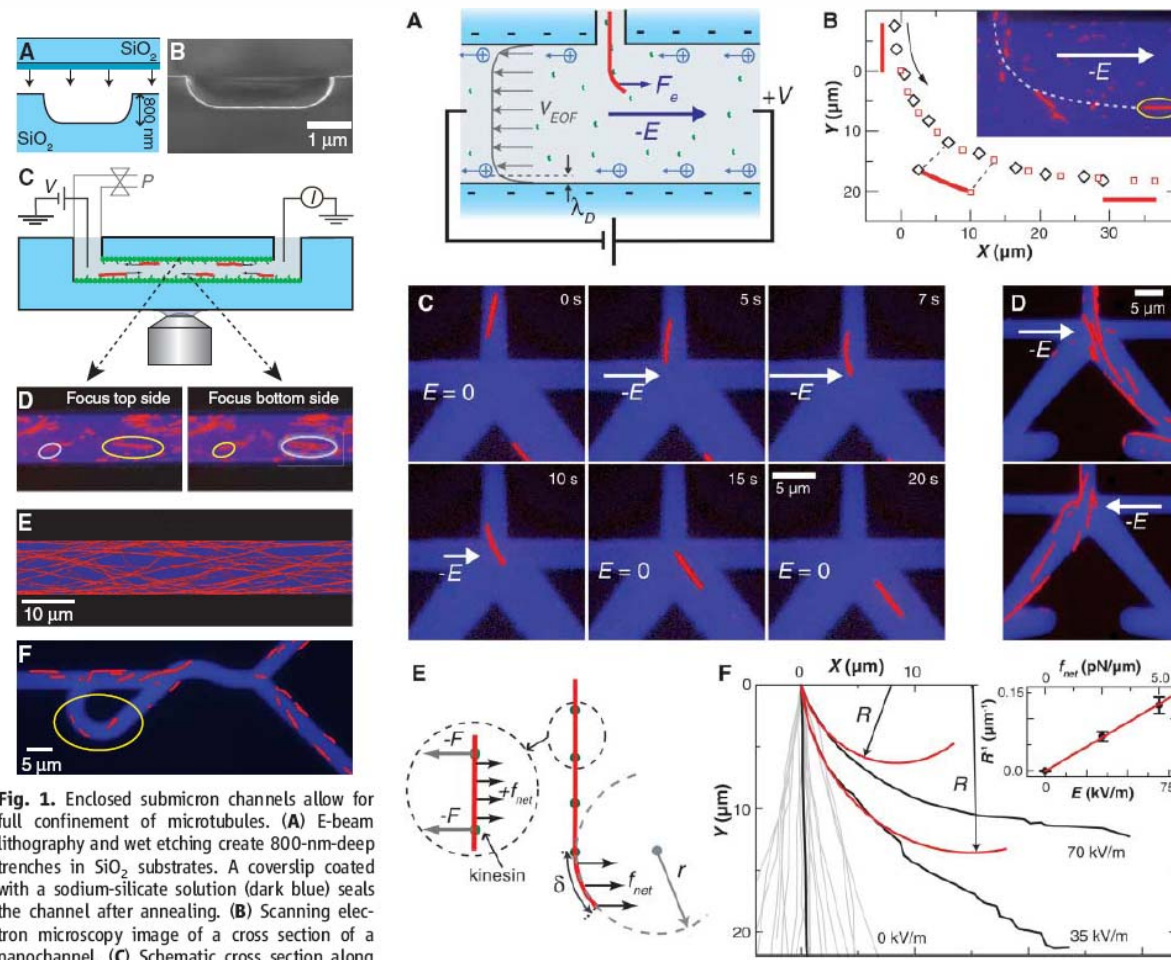 A
SiO2
SiO2
800 nm
B
1 µm
C
V
P
I
D
Focus top side
Focus bottom side
E
10 µm
F
5 µm
Fig. 1. Enclosed submicron channels allow for
full confinement of microtubules. (A) E-beam
lithography and wet etching create 800-nm-deep
trenches in SiO2 substrates. A coverslip coated
with a sodium-silicate solution (dark blue) seals
the channel after annealing. (B) Scanning elec-
tron microscopy image of a cross section of a
nanochannel. (C) Schematic cross section along
A
Fe
VEOF
-E
+V
λD
B
-E
Y (µm)
0
10
20
0
10
20
30
X (µm)
C
0 s
E = 0
5 s
-E
7 s
-E
10 s
-E
15 s
E = 0
20 s
5 µm
E = 0
D
5 µm
-E
-E
E
-F
+fnet
-F
kinesin
δ
fnet
r
F
X (µm)
0
10
0
10
20
Y (µm)
R
R
70 kV/m
35 kV/m
0 kV/m
fnet (pN/µm)
0
5.0
0.15
0.0
R-1 (µm-1)
0
75
E (kV/m)